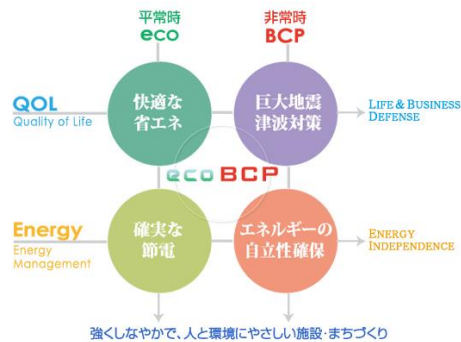 平常時
eco
非常時
BCP
QOL
Quality of Life
快適な
省エネ
巨大地震
津波対策
LIFE & BUSINESS
DEFENSE
eco BCP
Energy
Energy
Management
確実な
節電
エネルギーの
自立性確保
ENERGY
INDEPENDENCE
強くしなやかで、人と環境にやさしい施設・まちづくり